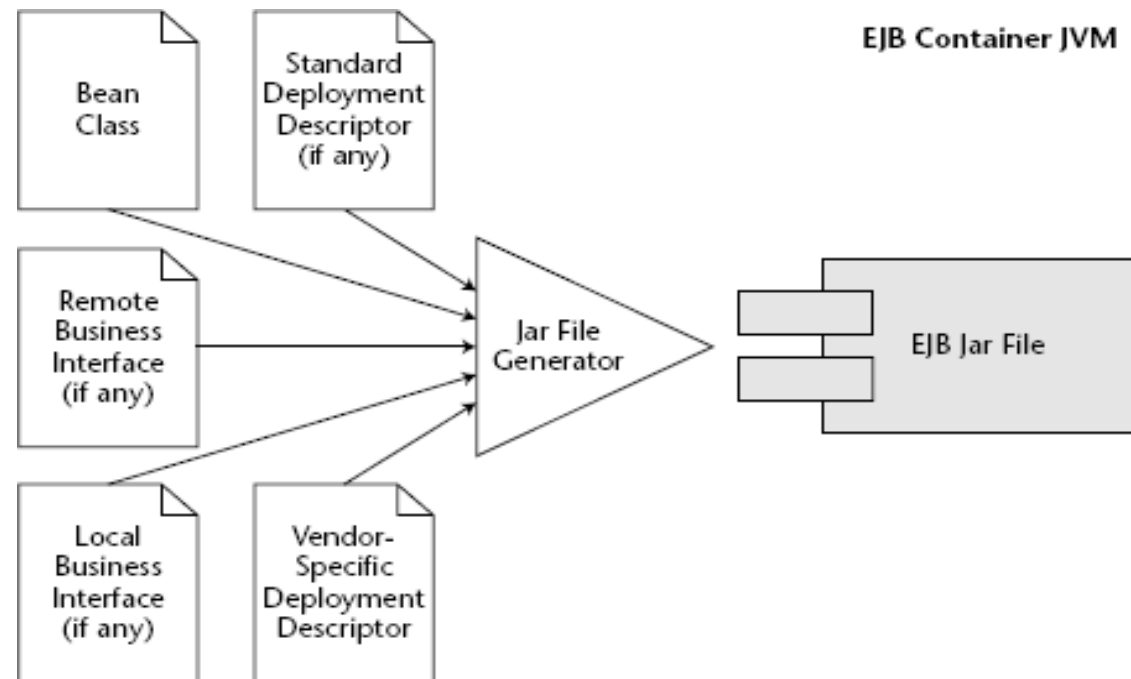 EJB Container JVM
Bean
Class
Standard
Deployment
Descriptor
(if any)
Remote
Business
Interface
(if any)
Jar File
Generator
EJB Jar File
Local
Business
Interface
(if any)
Vendor-
Specific
Deployment
Descriptor